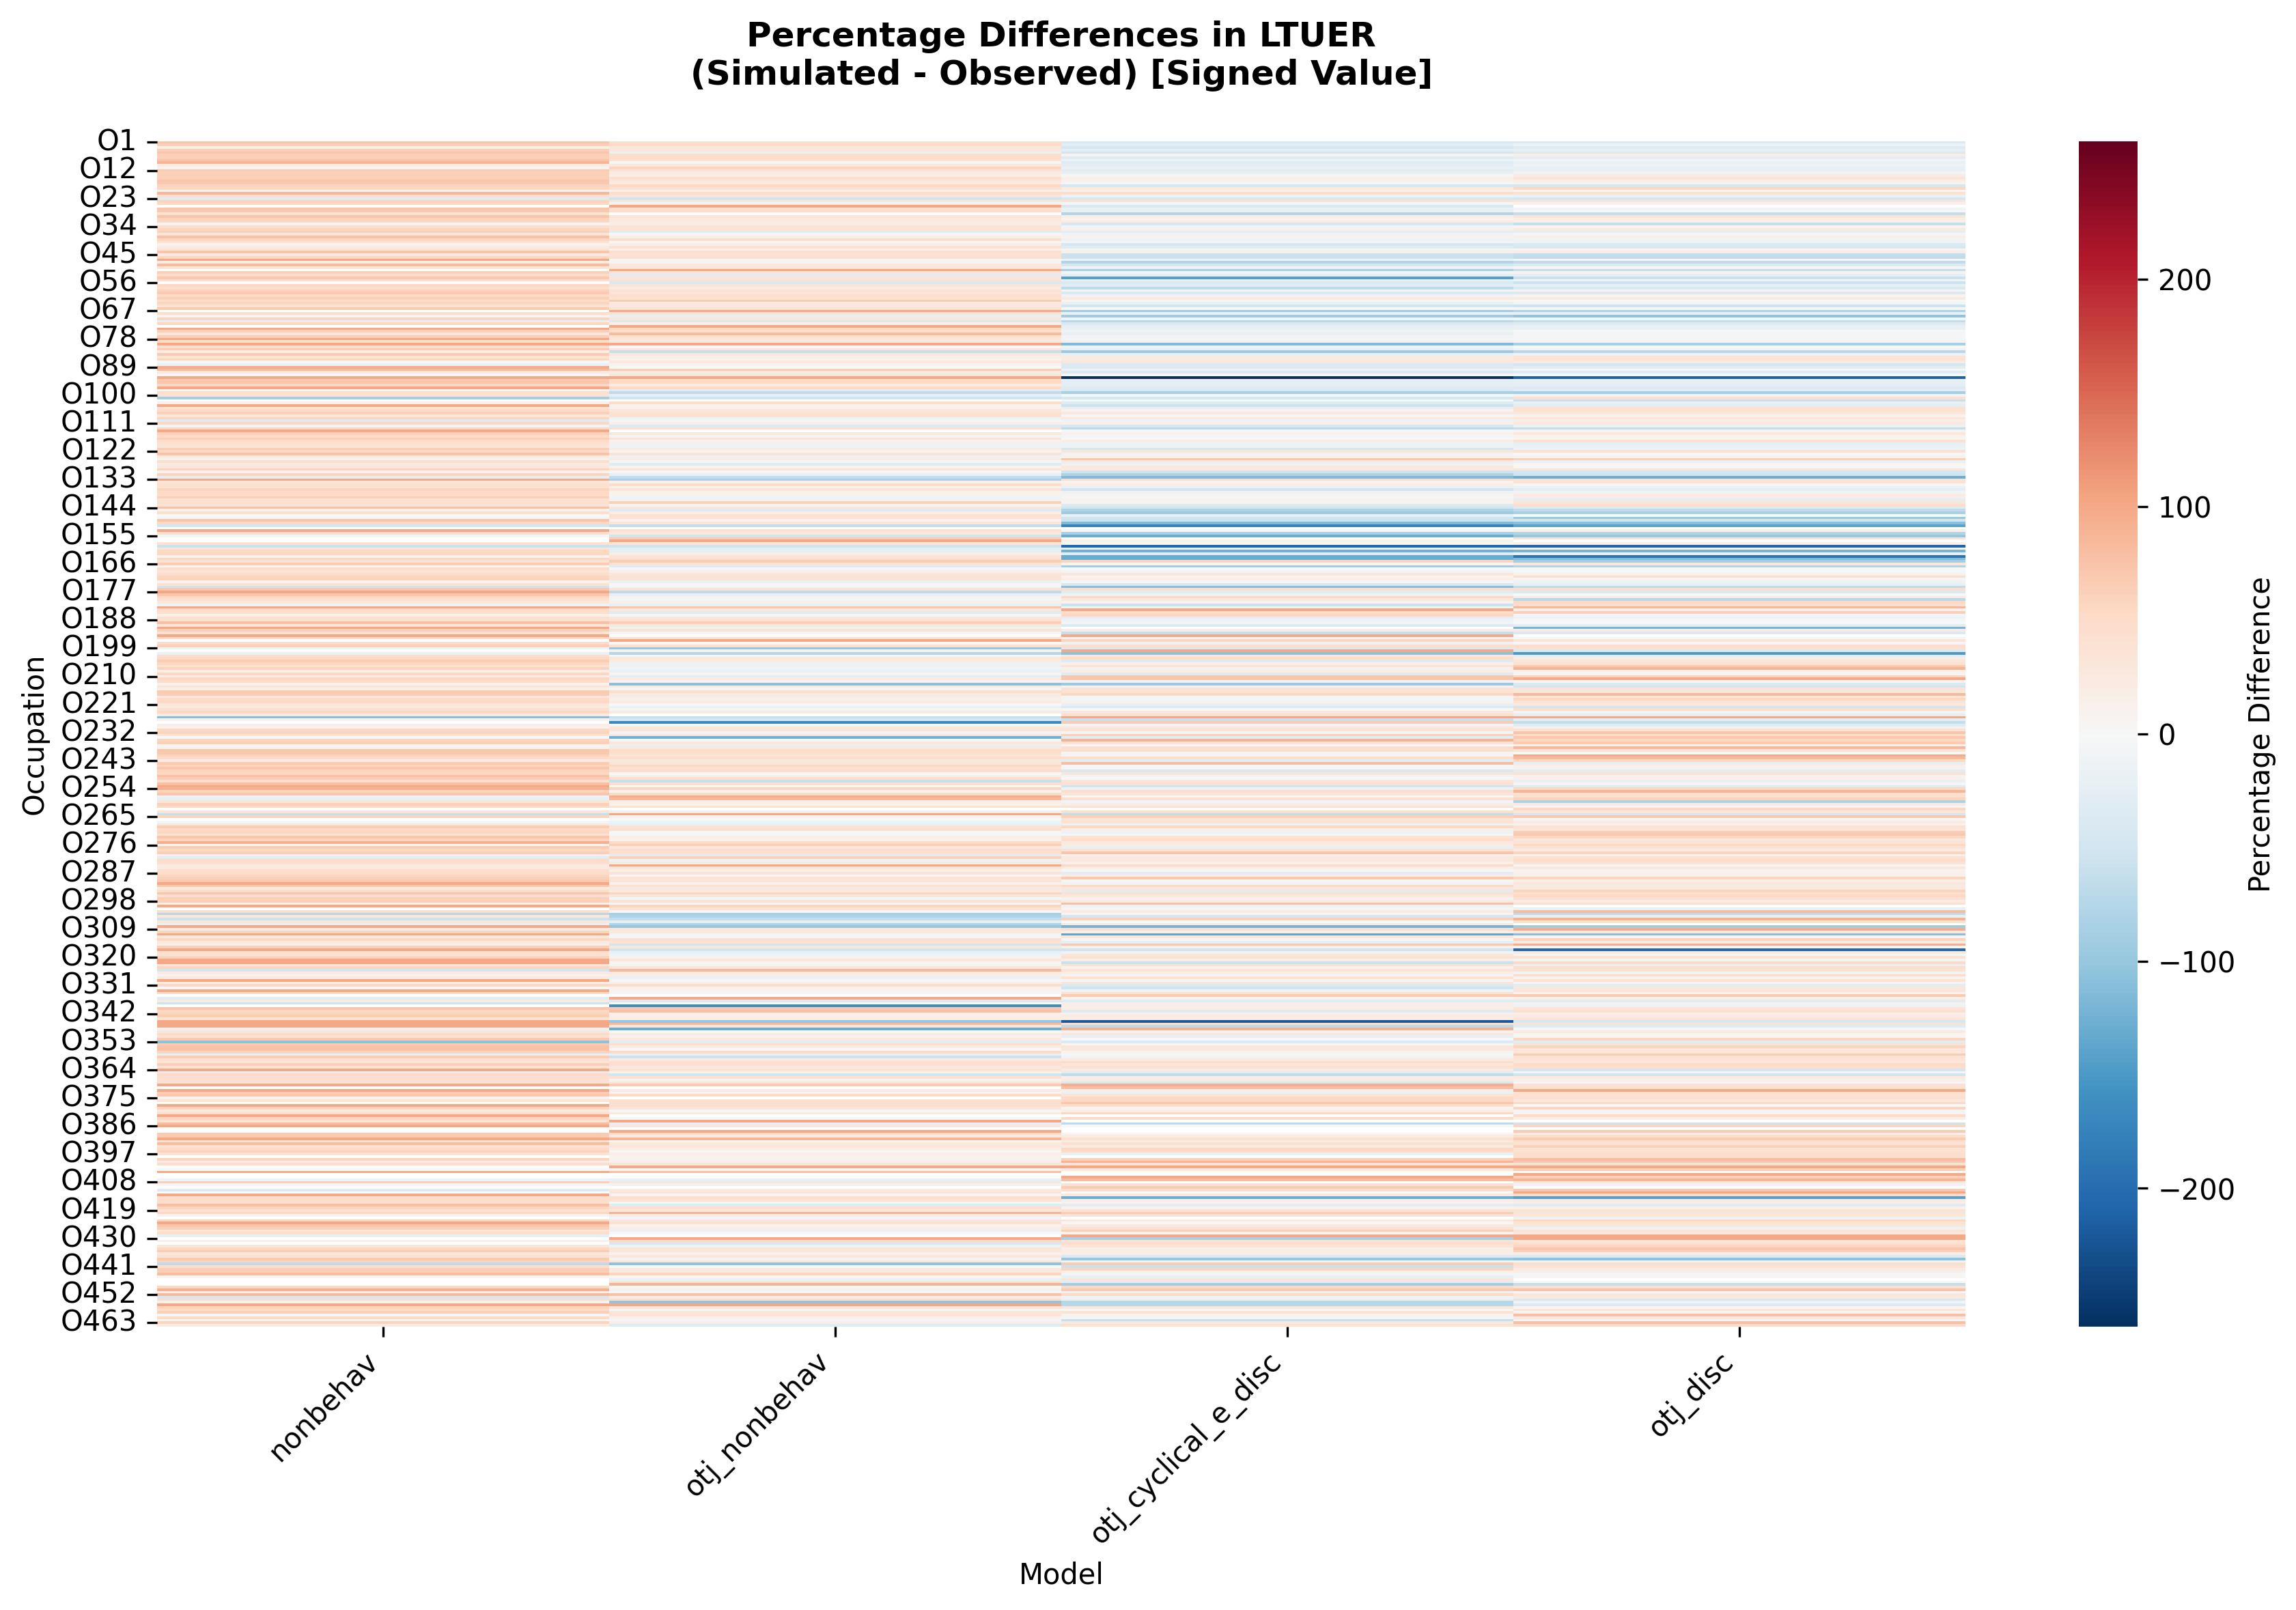 Percentage Differences in LTUER
(Simulated - Observed) [Signed Value]
Occupation
O1
O12
O23
O34
O45
O56
O67
O78
O89
O100
O111
O122
O133
O144
O155
O166
O177
O188
O199
O210
O221
O232
O243
O254
O265
O276
O287
O298
O309
O320
O331
O342
O353
O364
O375
O386
O397
O408
O419
O430
O441
O452
O463
nonbehav
otj_nonbehav
otj_cyclical_e_disc
otj_disc
Model
200
100
0
−100
−200
Percentage Difference